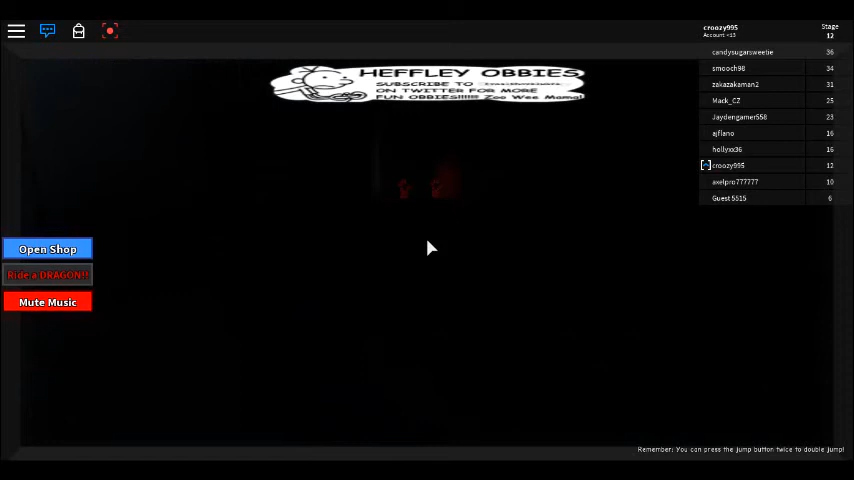 croozy995
Account <13
Stage
12
candysugarsweetie 36
smooch98 34
zakazakaman2 31
Mack_CZ 25
Jaydengamer558 23
ajflano 16
hollyxx36 16
croozy995 12
axelpro777777 10
Guest 5515 6
HEFFLEY OBBIES
SUBSCRIBE TO
ON TWITTER FOR MORE
FUN OBBIES!!!!!! Zoo Wee Mama!
Open Shop
Ride a DRAGON!!
Mute Music
Remember: You can press the jump button twice to double jump!